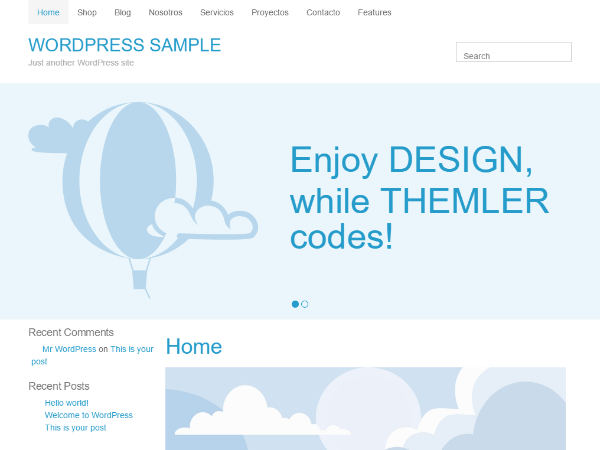 Home Shop Blog Nosotros Servicios Proyectos Contacto Features
WORDPRESS SAMPLE
Just another WordPress site
Search
Enjoy DESIGN,
while THEMLER
codes!
Recent Comments
Mr WordPress on This is your
post
Recent Posts
Hello world!
Welcome to WordPress
This is your post
Home